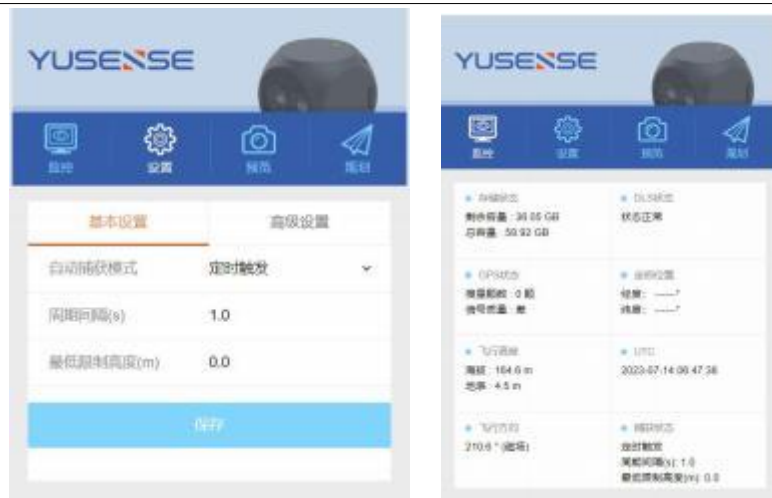 YUSENSE
监控 设置 预览 规划
基本设置 高级设置
自动捕获模式 定时触发
周期间隔(s) 1.0
最低限制高度(m) 0.0
保存
YUSENSE
监控 设置 预览 规划
存储状态
剩余容量: 36.05 GB
总容量: 59.92 GB
DLS状态
状态正常
GPS状态
搜星颗数: 0 颗
信号质量: 差
当前位置
经度: -----°
纬度: -----°
飞行高度
海拔: 164.6 m
地高: 4.5 m
UTC
2023-07-14 06:47:38
飞行方向
210.6 ° (磁场)
捕获状态
定时触发
周期间隔(s): 1.0
最低限制高度(m): 0.0